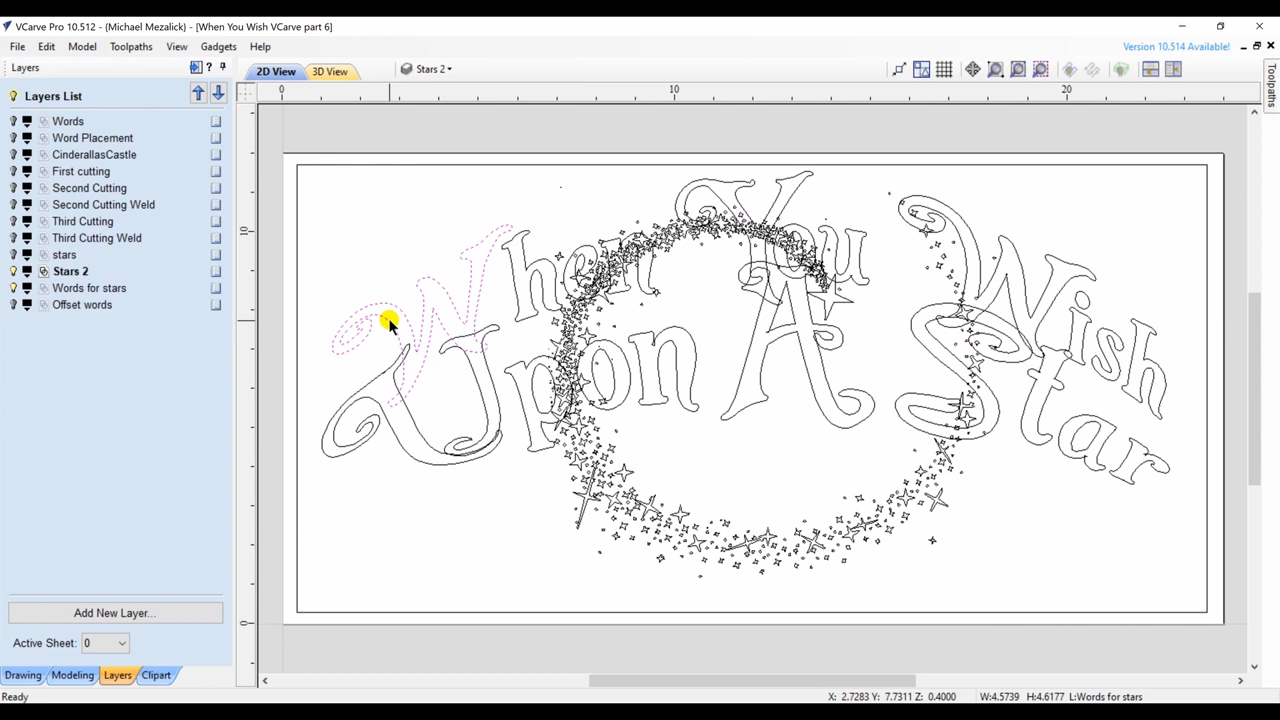 VCarve Pro 10.512 - {Michael Mezalick} - [When You Wish VCarve part 6]
File Edit Model Toolpaths View Gadgets Help
Version 10.514 Available!
Layers
2D View 3D View Stars 2
Toolpaths
Layers List
0 10 20
Words
Word Placement
CinderallasCastle
First cutting
Second Cutting
Second Cutting Weld
Third Cutting
Third Cutting Weld
stars
Stars 2
Words for stars
Offset words
10
0
When You Wish
Upon A Star
Add New Layer...
Active Sheet: 0
Drawing Modeling Layers Clipart
Ready
X: 2.7283 Y: 7.7311 Z: 0.4000 W:4.5739 H:4.6177 L:Words for stars